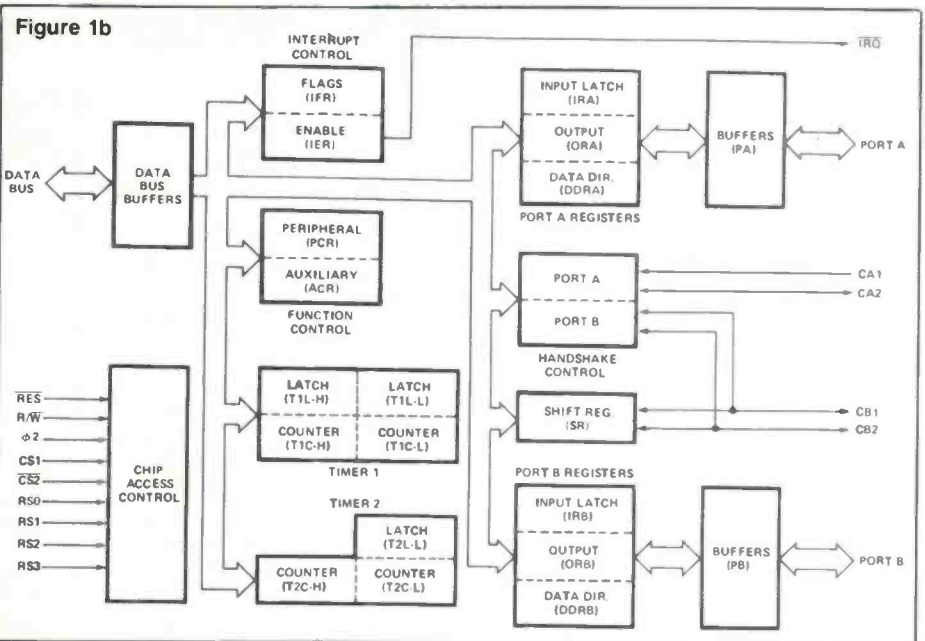 Figure 1b
INTERRUPT
CONTROL
FLAGS
(IFR)
ENABLE
(IER)
IRQ
INPUT LATCH
(IRA)
OUTPUT
(ORA)
DATA DIR.
(DDRA)
PORT A REGISTERS
BUFFERS
(PA)
PORT A
DATA
BUS
DATA
BUS
BUFFERS
PERIPHERAL
(PCR)
AUXILIARY
(ACR)
FUNCTION
CONTROL
PORT A
PORT B
HANDSHAKE
CONTROL
CA1
CA2
LATCH
(T1L-H)
LATCH
(T1L-L)
COUNTER
(T1C-H)
COUNTER
(T1C-L)
TIMER 1
SHIFT REG.
(SR)
CB1
CB2
RES
R/W
φ2
CS1
CS2
RS0
RS1
RS2
RS3
CHIP
ACCESS
CONTROL
TIMER 2
LATCH
(T2L-L)
COUNTER
(T2C-H)
COUNTER
(T2C-L)
PORT B REGISTERS
INPUT LATCH
(IRB)
OUTPUT
(ORB)
DATA DIR.
(DDRB)
BUFFERS
(PB)
PORT B